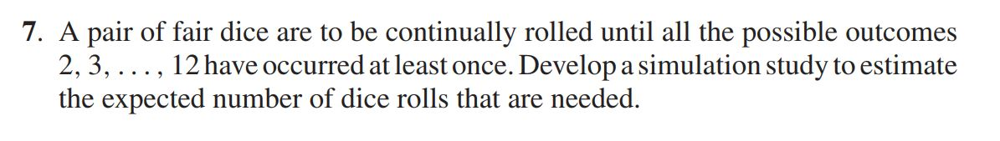 7. A pair of fair dice are to be continually rolled until all the possible outcomes
2, 3, . . . , 12 have occurred at least once. Develop a simulation study to estimate
the expected number of dice rolls that are needed.